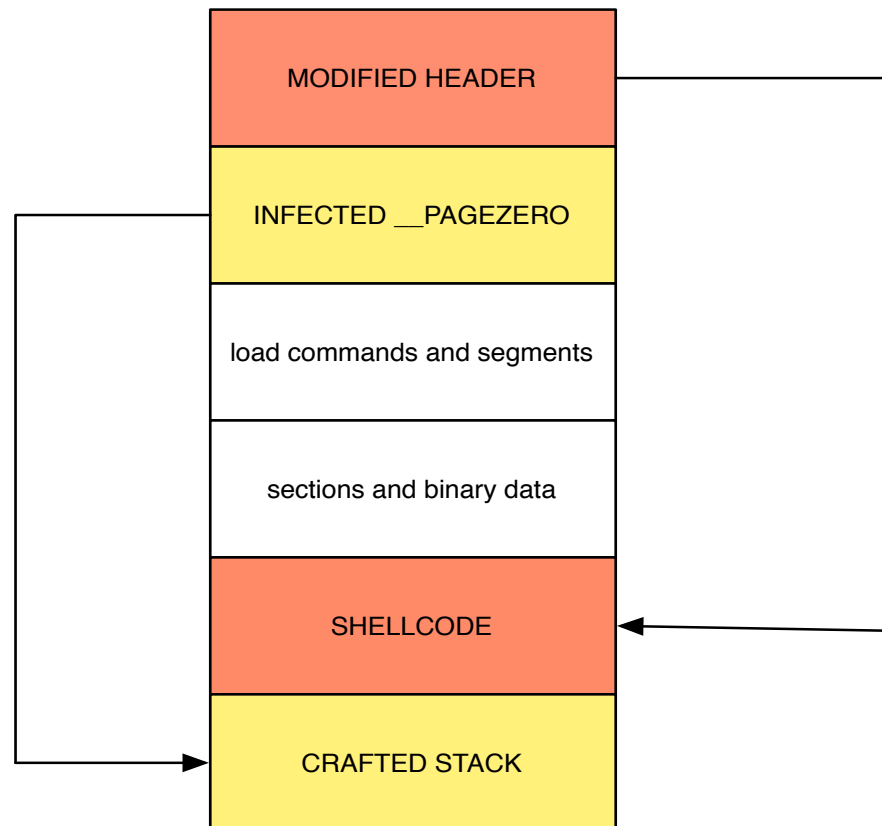 MODIFIED HEADER
INFECTED __PAGEZERO
load commands and segments
sections and binary data
SHELLCODE
CRAFTED STACK